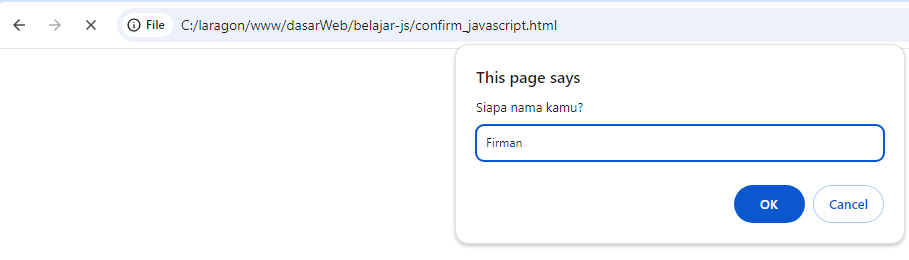 File C:/laragon/www/dasarWeb/belajar-js/confirm_javascript.html
This page says
Siapa nama kamu?
Firman
OK Cancel